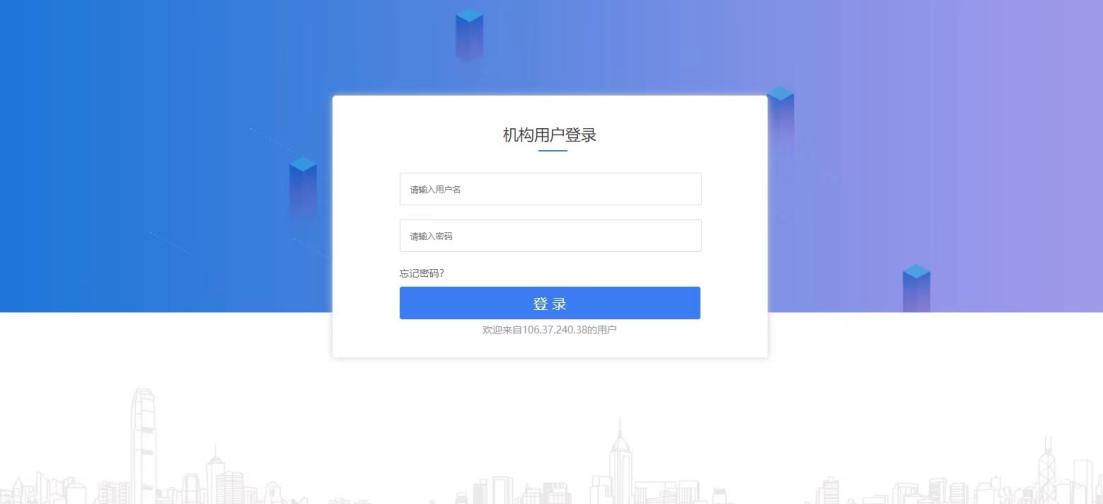 机构用户登录
请输入用户名
请输入密码
忘记密码?
登 录
欢迎来自106.37.240.38的用户